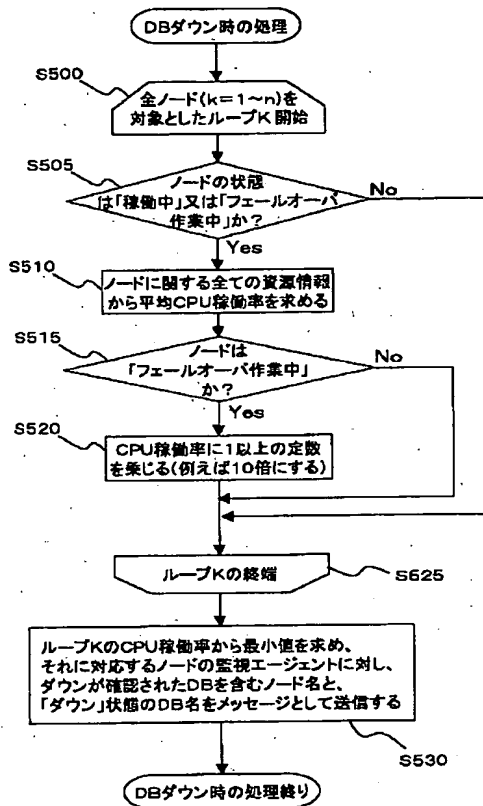 DBダウン時の処理
S500
全ノード(k=1~n)を
対象としたループK開始
S505
ノードの状態
は「稼働中」又は「フェールオーバ
作業中」か?
No
Yes
S510
ノードに関する全ての資源情報
から平均CPU稼働率を求める
S515
ノードは
「フェールオーバ作業中」
か?
No
Yes
S520
CPU稼働率に1以上の定数
を乗じる(例えば10倍にする)
ループKの終端
S525
ループKのCPU稼働率から最小値を求め、
それに対応するノードの監視エージェントに対し、
ダウンが確認されたDBを含むノード名と、
「ダウン」状態のDB名をメッセージとして送信する
S530
DBダウン時の処理終り